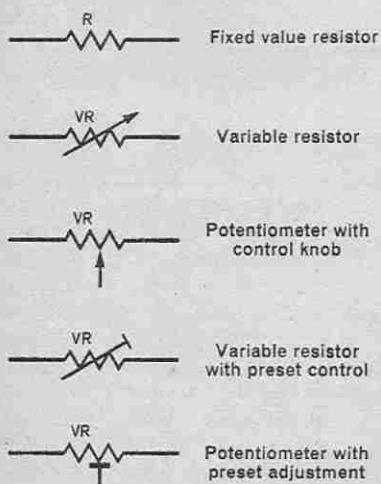 R
Fixed value resistor
VR
Variable resistor
VR
Potentiometer with
control knob
VR
Variable resistor
with preset control
VR
Potentiometer with
preset adjustment